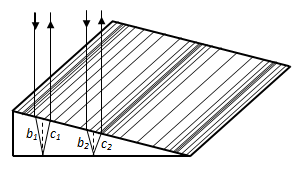 b₁ c₁ b₂ c₂